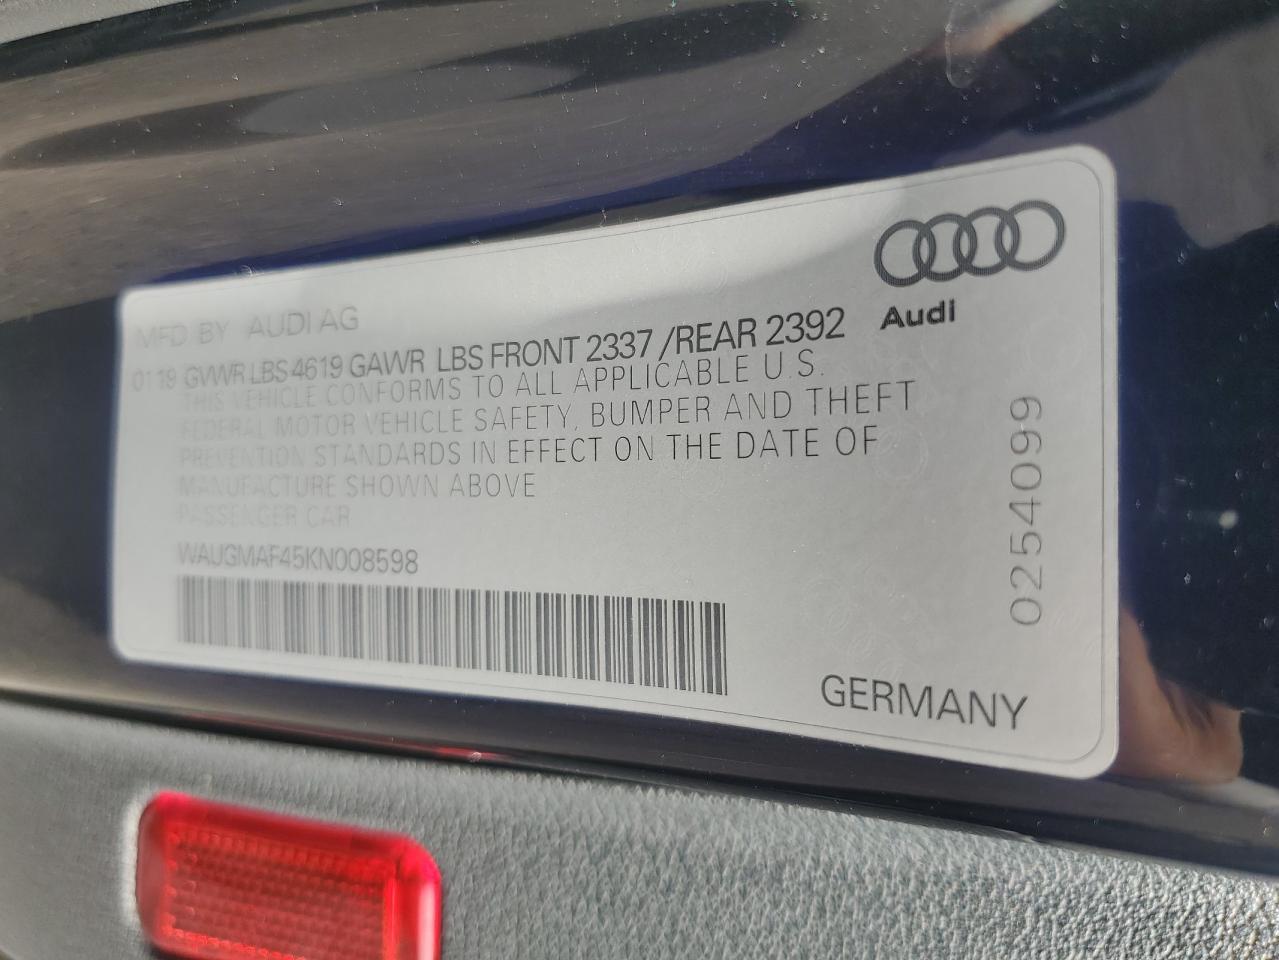 Audi
MFD BY AUDI AG
01 19 GVWR LBS 4619 GAWR LBS FRONT 2337 /REAR 2392
THIS VEHICLE CONFORMS TO ALL APPLICABLE U.S.
FEDERAL MOTOR VEHICLE SAFETY, BUMPER AND THEFT
PREVENTION STANDARDS IN EFFECT ON THE DATE OF
MANUFACTURE SHOWN ABOVE
PASSENGER CAR
WAUGMAF45KN008598
0254099
GERMANY